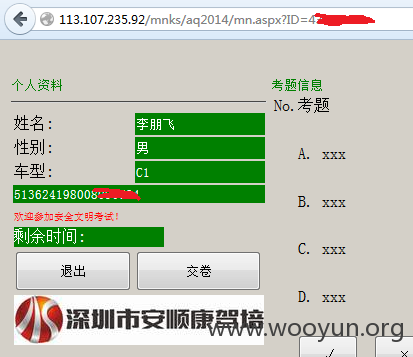 113.107.235.92/mnks/aq2014/mn.aspx?ID=4
个人资料
姓名: 李朋飞
性别: 男
车型: C1
513624198008
欢迎参加安全文明考试!
剩余时间:
退出 交卷
深圳市安顺康驾培
考题信息
No.考题
A. xxx
B. xxx
C. xxx
D. xxx
www.wooyun.org